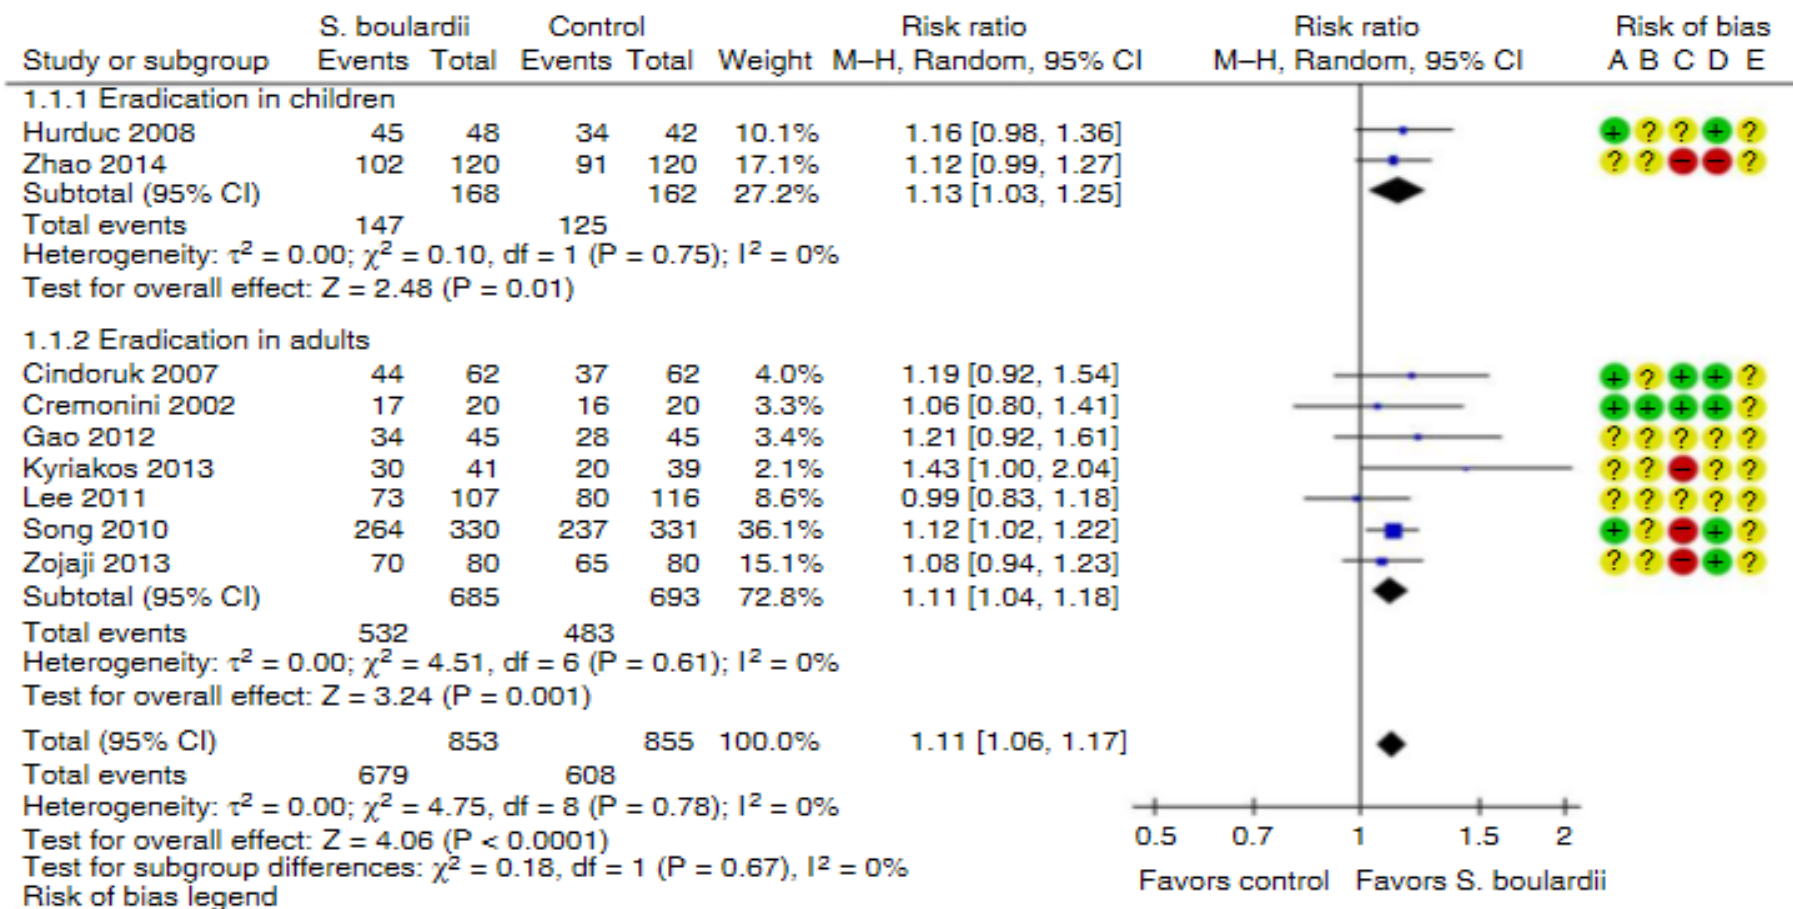 S. boulardii Control Risk ratio Risk ratio Risk of bias
Study or subgroup Events Total Events Total Weight M–H, Random, 95% CI M–H, Random, 95% CI A B C D E
1.1.1 Eradication in children
Hurduc 2008 45 48 34 42 10.1% 1.16 [0.98, 1.36] + ? ? + ?
Zhao 2014 102 120 91 120 17.1% 1.12 [0.99, 1.27] ? ? − − ?
Subtotal (95% CI) 168 162 27.2% 1.13 [1.03, 1.25]
Total events 147 125
Heterogeneity: τ² = 0.00; χ² = 0.10, df = 1 (P = 0.75); I² = 0%
Test for overall effect: Z = 2.48 (P = 0.01)
1.1.2 Eradication in adults
Cindoruk 2007 44 62 37 62 4.0% 1.19 [0.92, 1.54] + ? + + ?
Cremonini 2002 17 20 16 20 3.3% 1.06 [0.80, 1.41] + + + + ?
Gao 2012 34 45 28 45 3.4% 1.21 [0.92, 1.61] ? ? ? ? ?
Kyriakos 2013 30 41 20 39 2.1% 1.43 [1.00, 2.04] ? ? − ? ?
Lee 2011 73 107 80 116 8.6% 0.99 [0.83, 1.18] ? ? ? ? ?
Song 2010 264 330 237 331 36.1% 1.12 [1.02, 1.22] + ? − + ?
Zojaji 2013 70 80 65 80 15.1% 1.08 [0.94, 1.23] ? ? − + ?
Subtotal (95% CI) 685 693 72.8% 1.11 [1.04, 1.18]
Total events 532 483
Heterogeneity: τ² = 0.00; χ² = 4.51, df = 6 (P = 0.61); I² = 0%
Test for overall effect: Z = 3.24 (P = 0.001)
Total (95% CI) 853 855 100.0% 1.11 [1.06, 1.17]
Total events 679 608
Heterogeneity: τ² = 0.00; χ² = 4.75, df = 8 (P = 0.78); I² = 0%
Test for overall effect: Z = 4.06 (P < 0.0001)
Test for subgroup differences: χ² = 0.18, df = 1 (P = 0.67), I² = 0%
Risk of bias legend
0.5 0.7 1 1.5 2
Favors control Favors S. boulardii